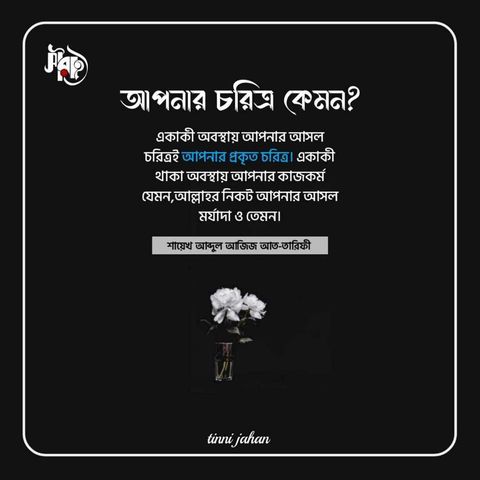 আপনার চরিত্র কেমন?
একাকী অবস্থায় আপনার আসল
চরিত্রই আপনার প্রকৃত চরিত্র। একাকী
থাকা অবস্থায় আপনার কাজকর্ম
যেমন,আল্লাহর নিকট আপনার আসল
মর্যাদা ও তেমন।
শায়েখ আব্দুল আজিজ আত-তারিফী
tinni jahan